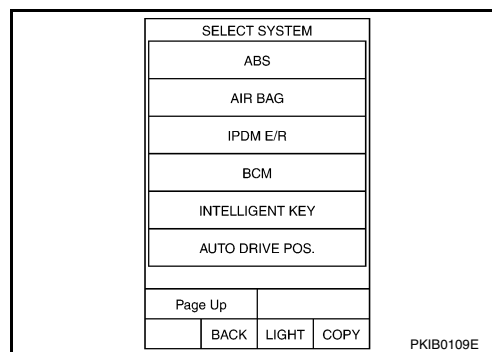 SELECT SYSTEM
ABS
AIR BAG
IPDM E/R
BCM
INTELLIGENT KEY
AUTO DRIVE POS.
Page Up
BACK LIGHT COPY
PKIB0109E